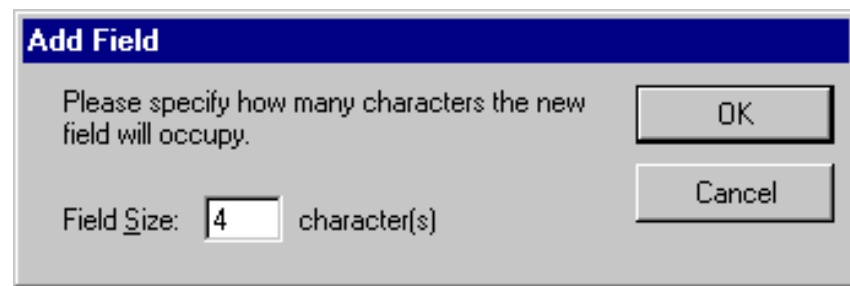 Add Field
Please specify how many characters the new
field will occupy.
OK
Cancel
Field Size: 4 character(s)